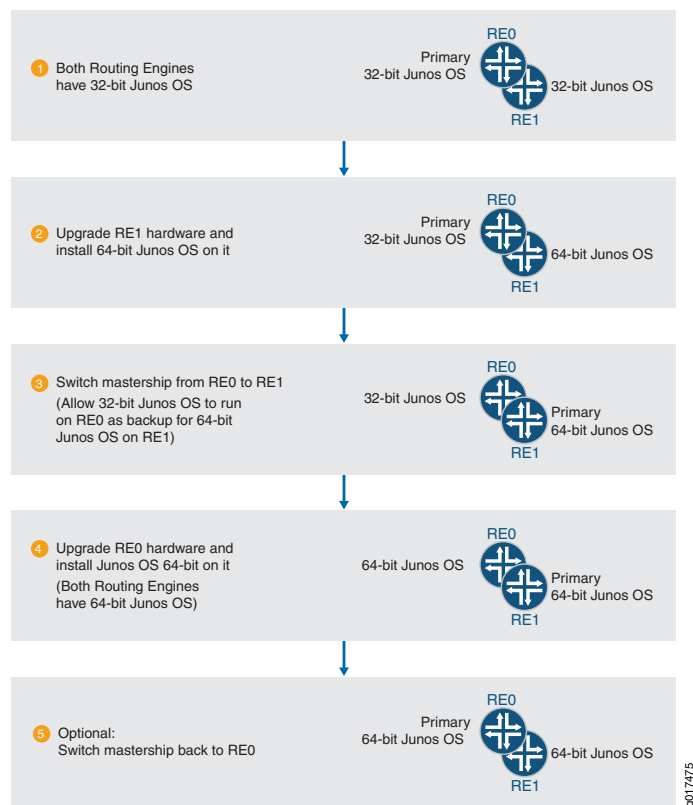 1 Both Routing Engines
have 32-bit Junos OS
RE0
Primary
32-bit Junos OS
32-bit Junos OS
RE1
2 Upgrade RE1 hardware and
install 64-bit Junos OS on it
RE0
Primary
32-bit Junos OS
64-bit Junos OS
RE1
3 Switch mastership from RE0 to RE1
(Allow 32-bit Junos OS to run
on RE0 as backup for 64-bit
Junos OS on RE1)
RE0
32-bit Junos OS
Primary
64-bit Junos OS
RE1
4 Upgrade RE0 hardware and
install Junos OS 64-bit on it
(Both Routing Engines
have 64-bit Junos OS)
RE0
64-bit Junos OS
Primary
64-bit Junos OS
RE1
5 Optional:
Switch mastership back to RE0
RE0
Primary
64-bit Junos OS
64-bit Junos OS
RE1
g017475